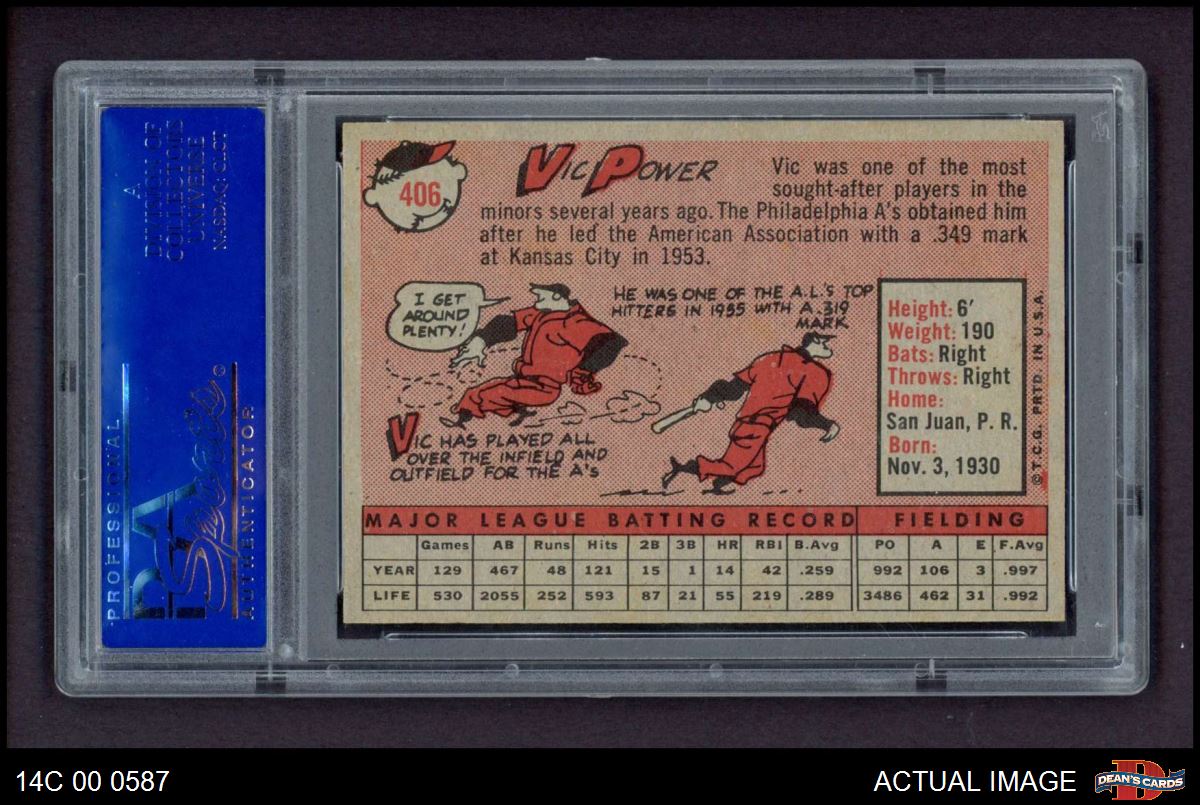 A
DIVISION OF
COLLECTORS
UNIVERSE
NASDAQ: CLCT
PROFESSIONAL
PSA
Sports
AUTHENTICATOR
406
VIC POWER
Vic was one of the most
sought-after players in the
minors several years ago. The Philadelphia A's obtained him
after he led the American Association with a .349 mark
at Kansas City in 1953.
I GET
AROUND
PLENTY!
HE WAS ONE OF THE A.L.'S TOP
HITTERS IN 1955 WITH A .319
MARK
VIC HAS PLAYED ALL
OVER THE INFIELD AND
OUTFIELD FOR THE A'S
Height: 6'
Weight: 190
Bats: Right
Throws: Right
Home:
San Juan, P. R.
Born:
Nov. 3, 1930
© T.C.G. PRTD. IN U.S.A.
MAJOR LEAGUE BATTING RECORD FIELDING
Games AB Runs Hits 2B 3B HR RBI B.Avg PO A E F.Avg
YEAR 129 467 48 121 15 1 14 42 .259 992 106 3 .997
LIFE 530 2055 252 593 87 21 55 219 .289 3486 462 31 .992
14C 00 0587
ACTUAL IMAGE
D
DEAN'S CARDS